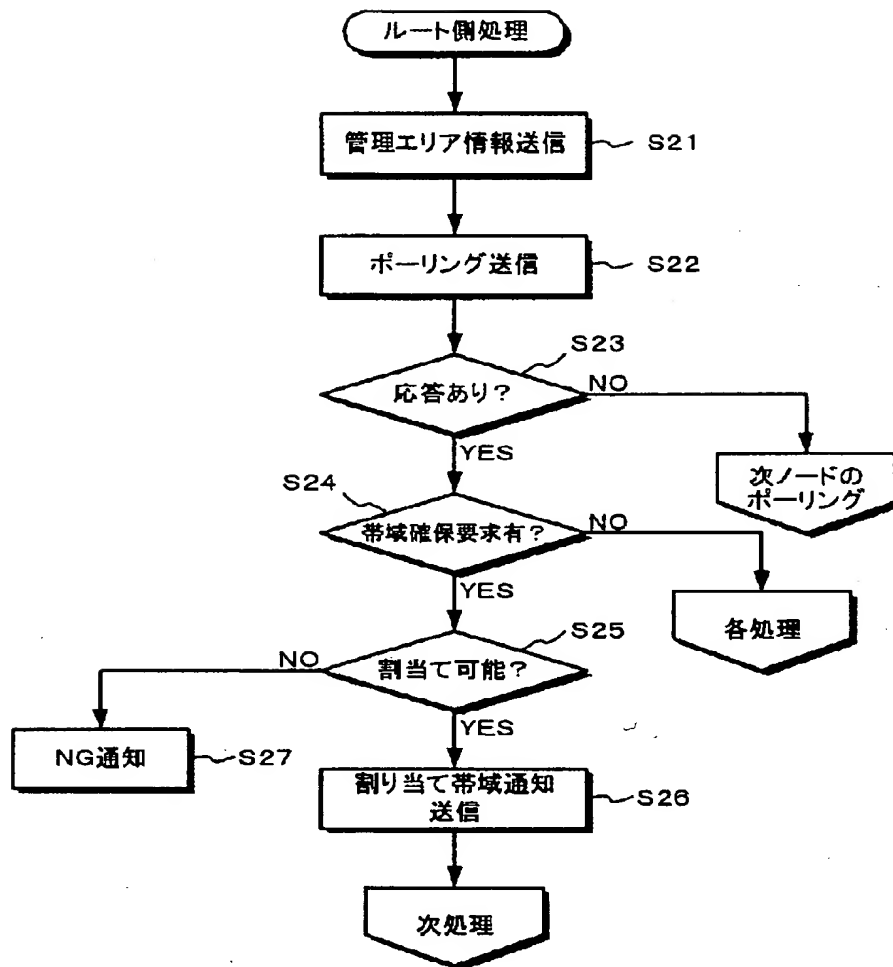 ルート側処理
管理エリア情報送信
S21
ポーリング送信
S22
S23
応答あり?
NO
YES
次ノードの
ポーリング
S24
帯域確保要求有?
NO
YES
各処理
S25
割当て可能?
NO
YES
NG通知
S27
割り当て帯域通知
送信
S26
次処理